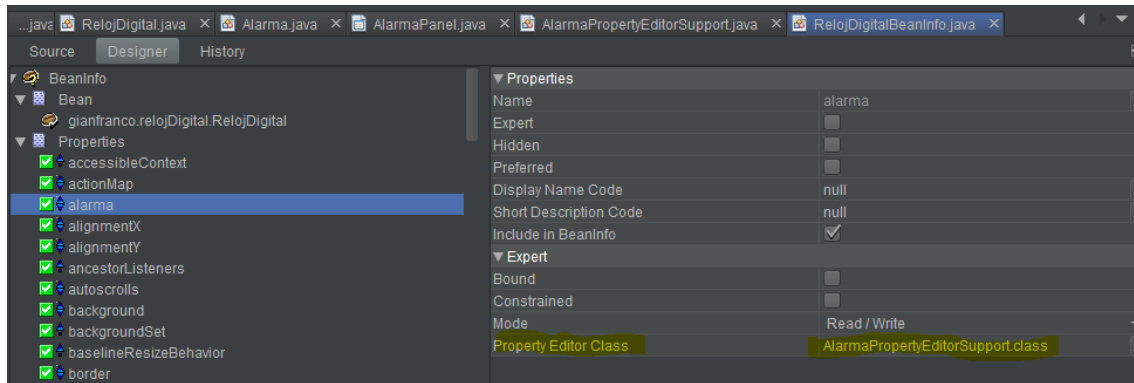 ...java RelojDigital.java × Alarma.java × AlarmaPanel.java × AlarmaPropertyEditorSupport.java × RelojDigitalBeanInfo.java ×
Source Designer History
BeanInfo
Bean
gianfranco.relojDigital.RelojDigital
Properties
accessibleContext
actionMap
alarma
alignmentX
alignmentY
ancestorListeners
autoscrolls
background
backgroundSet
baselineResizeBehavior
border
Properties
Name alarma
Expert
Hidden
Preferred
Display Name Code null
Short Description Code null
Include in BeanInfo
Expert
Bound
Constrained
Mode Read / Write
Property Editor Class AlarmaPropertyEditorSupport.class